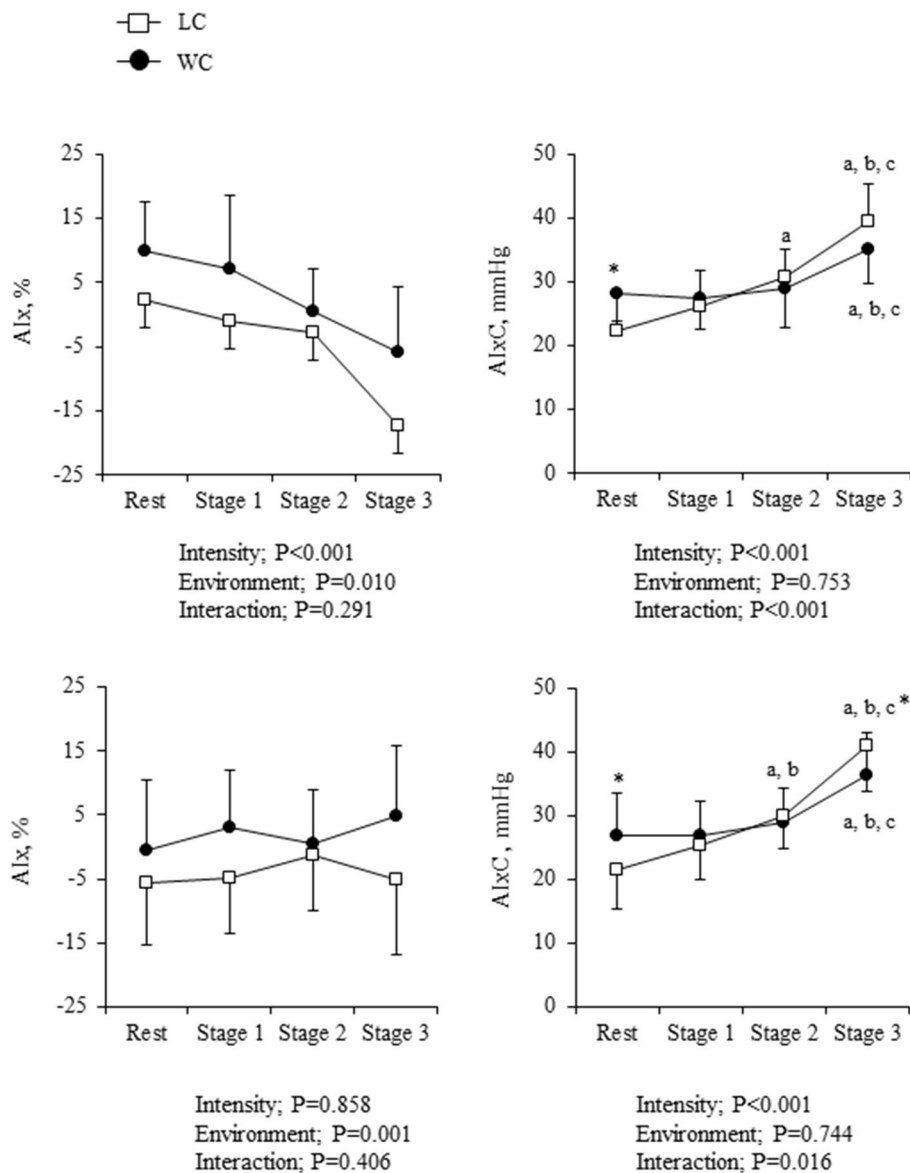 LC
WC
25
15
5
-5
-15
-25
AIx, %
Rest Stage 1 Stage 2 Stage 3
Intensity; P<0.001
Environment; P=0.010
Interaction; P=0.291
50
40
30
20
10
0
AIxC, mmHg
*
a
a, b, c
a, b, c
Rest Stage 1 Stage 2 Stage 3
Intensity; P<0.001
Environment; P=0.753
Interaction; P<0.001
25
15
5
-5
-15
-25
AIx, %
Rest Stage 1 Stage 2 Stage 3
Intensity; P=0.858
Environment; P=0.001
Interaction; P=0.406
50
40
30
20
10
0
AIxC, mmHg
*
a, b
a, b, c *
a, b, c
Rest Stage 1 Stage 2 Stage 3
Intensity; P<0.001
Environment; P=0.744
Interaction; P=0.016